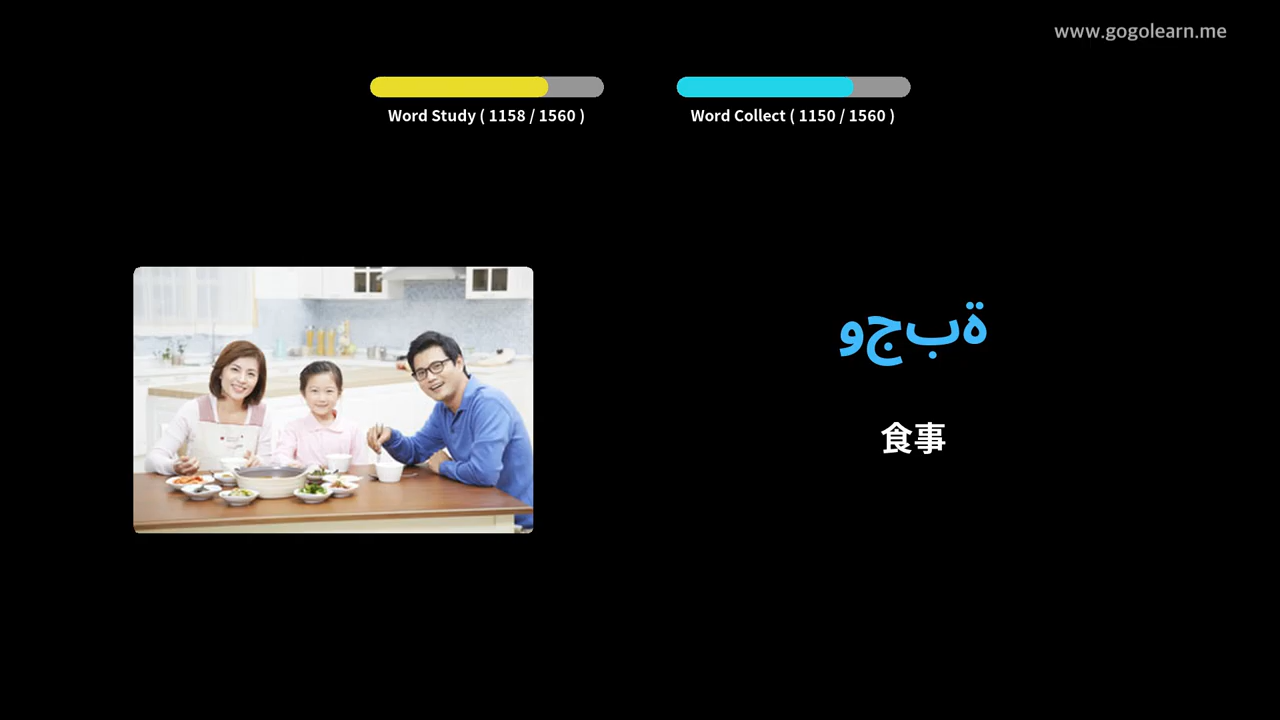 www.gogolearn.me
Word Study ( 1158 / 1560 )
Word Collect ( 1150 / 1560 )
وجبة
食事